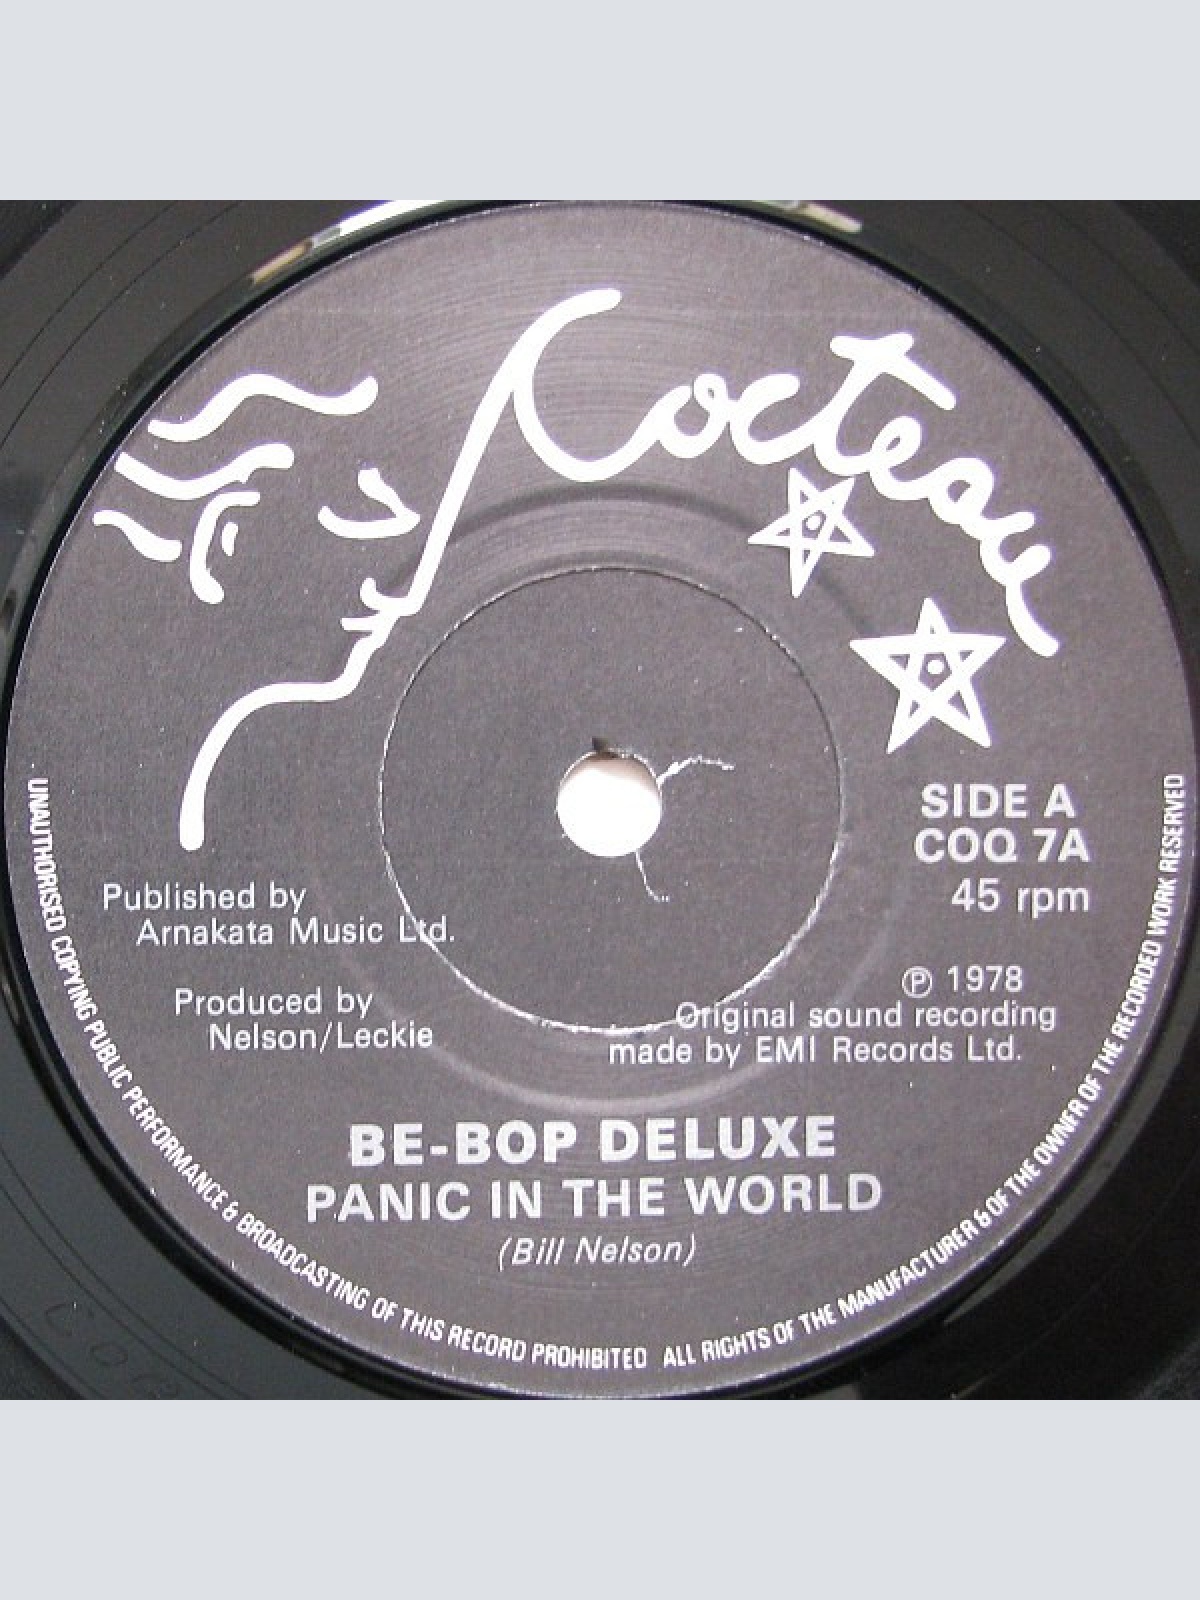 Cocteau
SIDE A
COQ 7A
45 rpm
Published by
Arnakata Music Ltd.
Produced by
Nelson/Leckie
℗ 1978
Original sound recording
made by EMI Records Ltd.
BE-BOP DELUXE
PANIC IN THE WORLD
(Bill Nelson)
UNAUTHORISED COPYING PUBLIC PERFORMANCE & BROADCASTING OF THIS RECORD PROHIBITED ALL RIGHTS OF THE MANUFACTURER & OF THE OWNER OF THE RECORDED WORK RESERVED